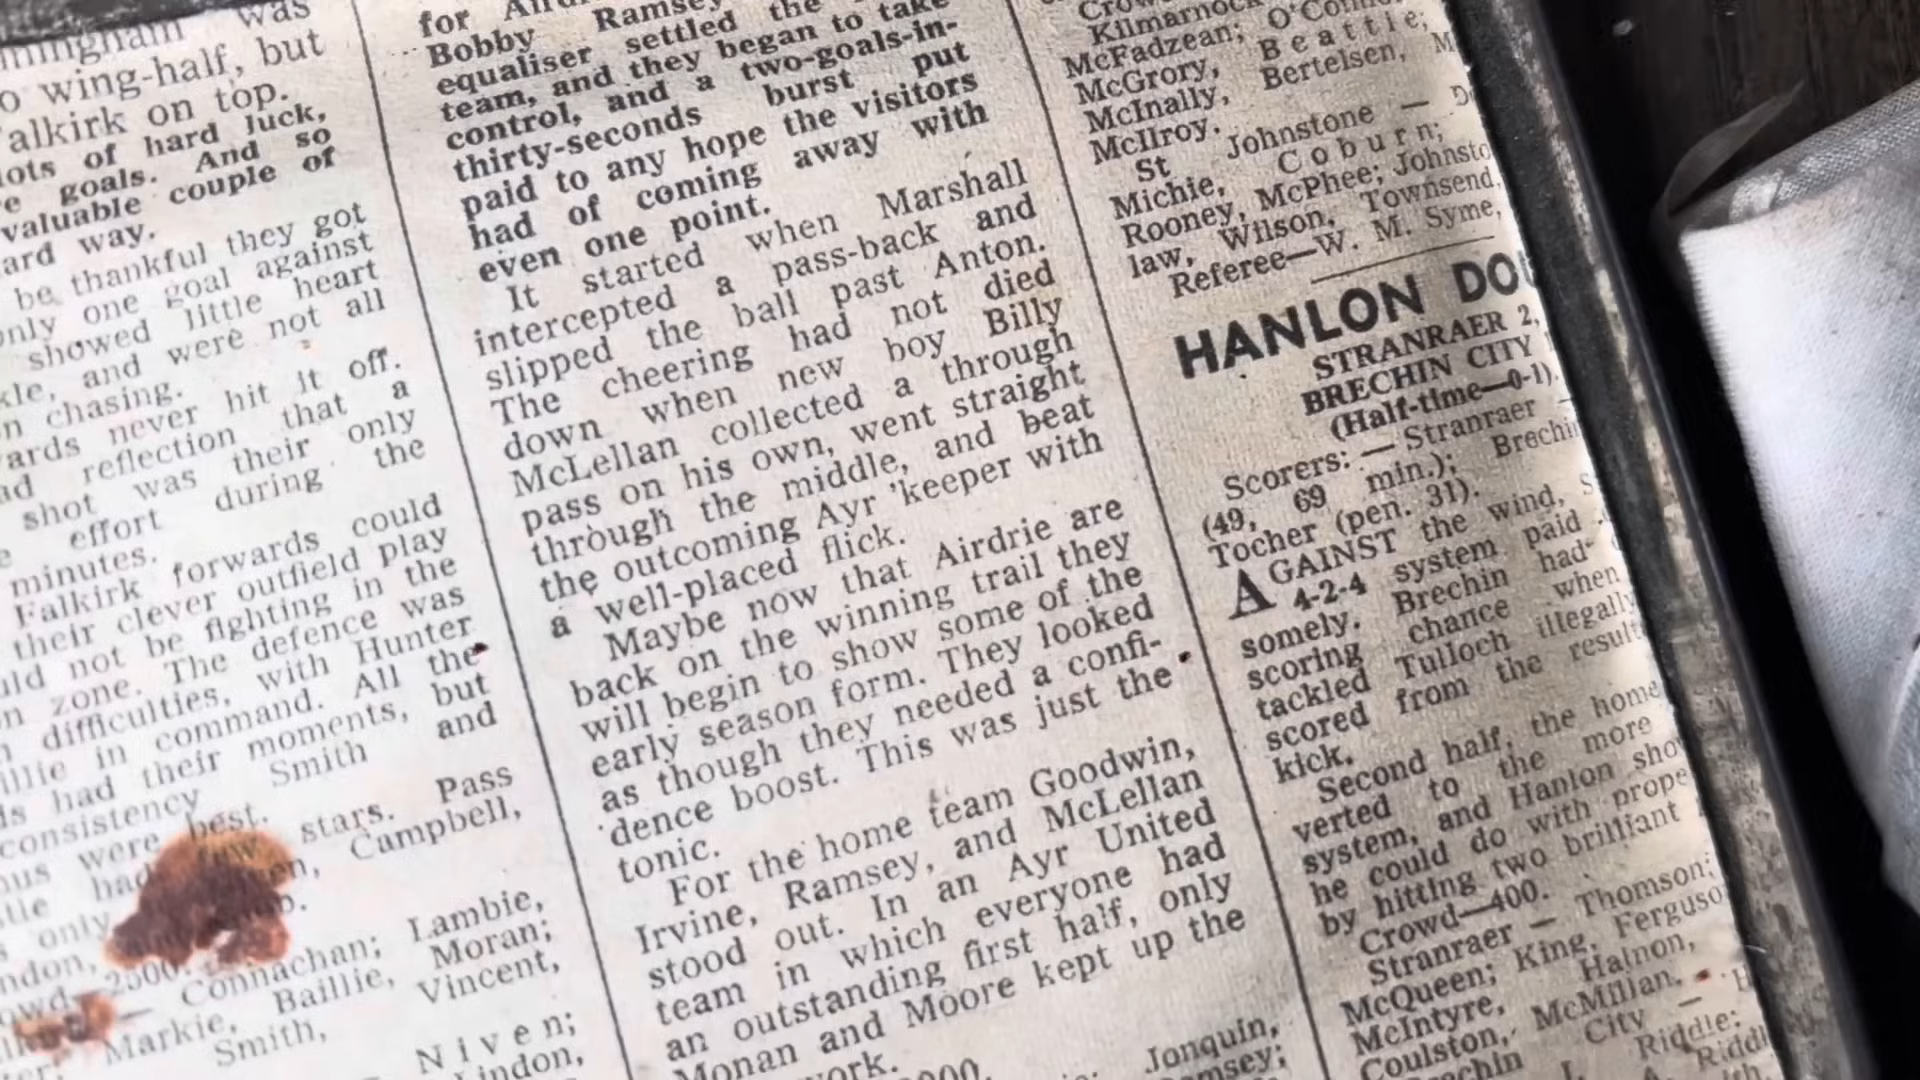 was
o wing-half, but
alkirk on top.
lots of hard luck,
goals. And so
valuable couple of
ard way.
be thankful they got
only one goal against
showed little heart
kle, and were not all
n chasing.
ards never hit it off.
reflection that a
shot was their only
effort during the
minutes.
Falkirk forwards could
their clever outfield play
uld not be fighting in the
n zone. The defence was
difficulties, with Hunter
illie in command. All the
ds had their moments, but
consistency Smith and
ous were best.
had few stars. Pass
Campbell,
only
ndon,
2000.
Connachan; Lambie,
Markie, Baillie, Moran;
Smith, Vincent,
Niven;
Lindon,
for
Bobby Ramsey
equaliser settled the
team, and they began to take
control, and a two-goals-in-
thirty-seconds burst put
paid to any hope the visitors
had of coming away with
even one point.
It started when Marshall
intercepted a pass-back and
slipped the ball past Anton.
The cheering had not died
down when new boy Billy
McLellan collected a through
pass on his own, went straight
through the middle, and beat
the outcoming Ayr 'keeper with
a well-placed flick.
Maybe now that Airdrie are
back on the winning trail they
will begin to show some of the
early season form. They looked
as though they needed a confi-
dence boost. This was just the
tonic.
For the home team Goodwin,
Irvine, Ramsey, and McLellan
stood out. In an Ayr United
team in which everyone had
an outstanding first half, only
Monan and Moore kept up the
work.
Jonquin,
Kilmarnock
McFadzean;
McGrory, Beattie;
McInally, Bertelsen,
McIlroy.
St Johnstone —
Michie, Coburn;
Rooney, McPhee; Johnsto
law, Wilson, Townsend,
Referee—W. M. Syme,
HANLON DOU
STRANRAER 2,
BRECHIN CITY
(Half-time—0-1).
Scorers: — Stranraer —
(49, 69 min.); Brechin
Tocher (pen. 31).
AGAINST the wind, S
4-2-4 system paid
somely. Brechin had
scoring chance when
tackled Tulloch illegally
scored from the result
kick.
Second half, the home
verted to the more
system, and Hanlon show
he could do with prope
by hitting two brilliant
Crowd—400.
Stranraer — Thomson;
McQueen; King, Ferguso
McIntyre, Halnon,
Coulston, McMillan.
City —
Riddle;